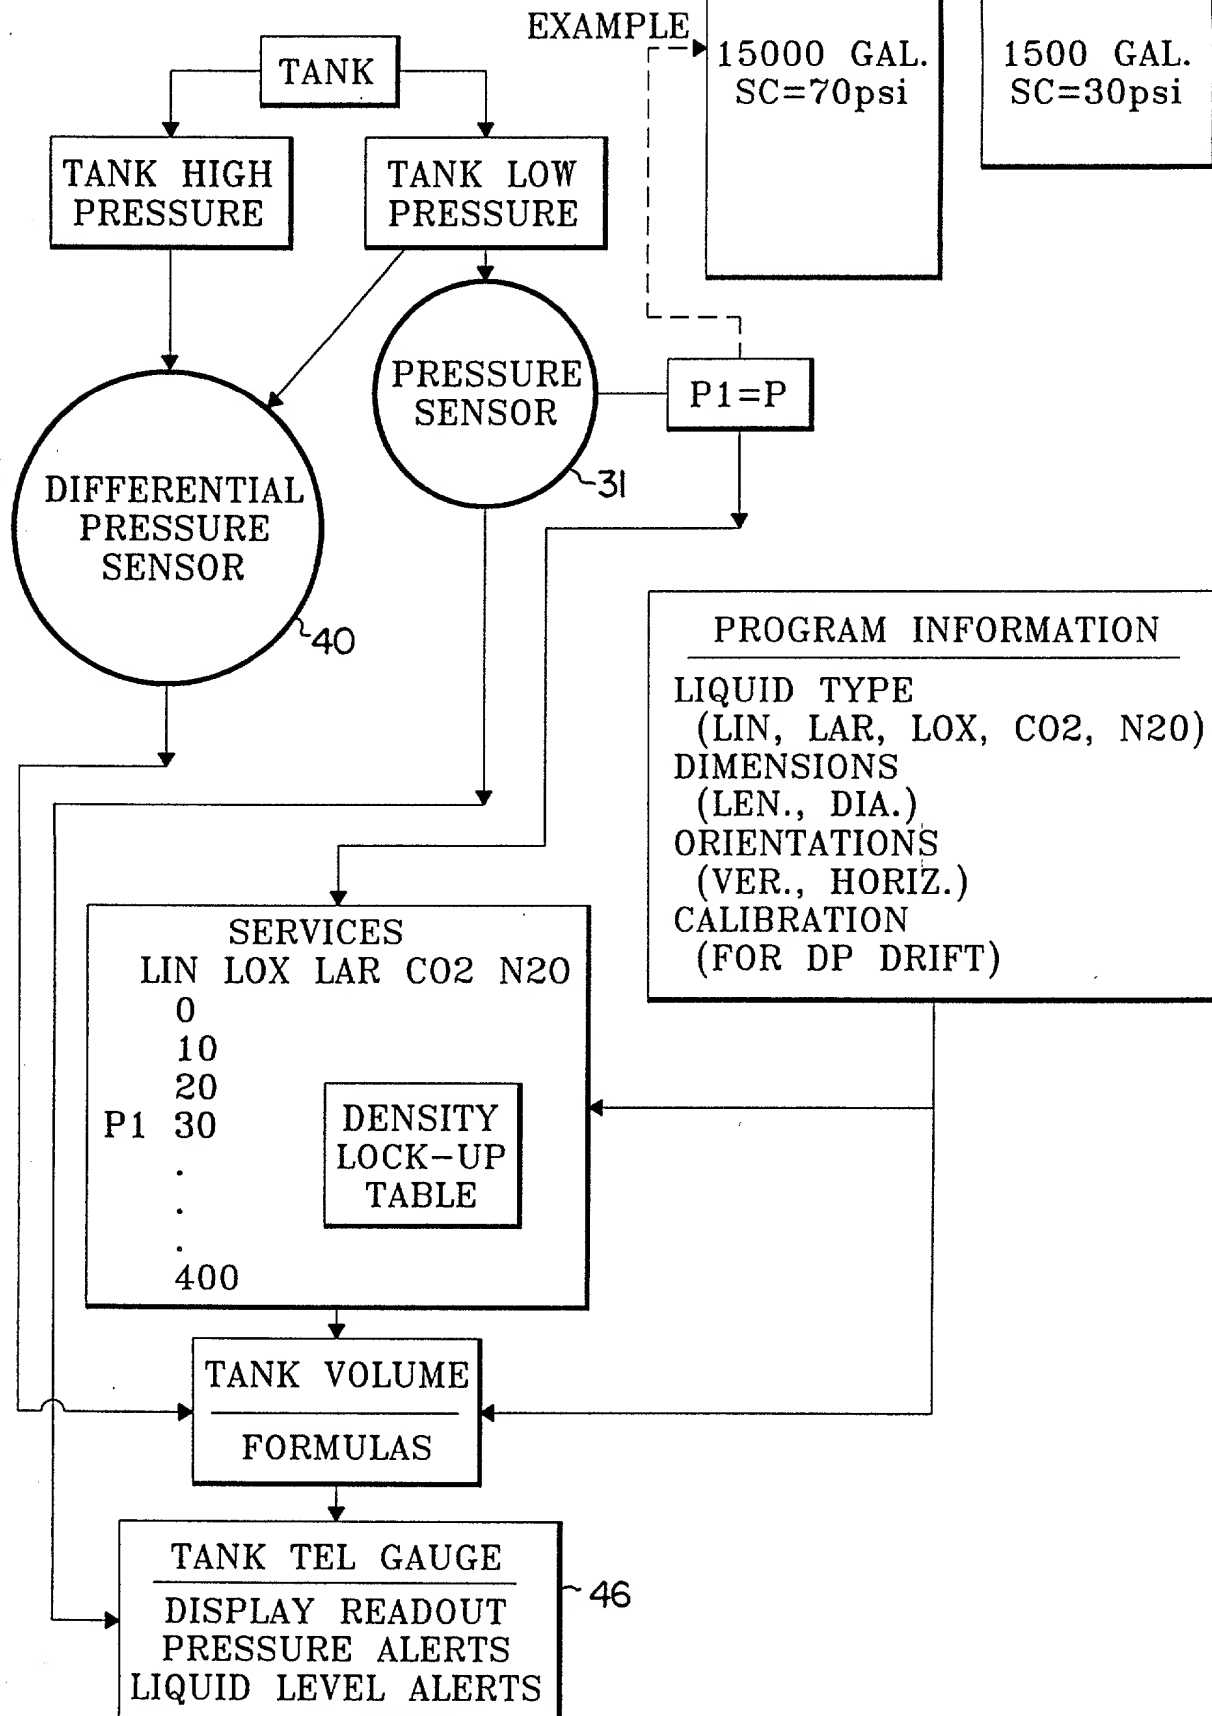 EXAMPLE
15000 GAL.
SC=70psi
1500 GAL.
SC=30psi
TANK
TANK HIGH
PRESSURE
TANK LOW
PRESSURE
PRESSURE
SENSOR
31
P1=P
DIFFERENTIAL
PRESSURE
SENSOR
40
PROGRAM INFORMATION
LIQUID TYPE
(LIN, LAR, LOX, CO2, N2O)
DIMENSIONS
(LEN., DIA.)
ORIENTATIONS
(VER., HORIZ.)
CALIBRATION
(FOR DP DRIFT)
SERVICES
LIN LOX LAR CO2 N2O
0
10
20
P1 30
.
.
.
400
DENSITY
LOCK-UP
TABLE
TANK VOLUME
FORMULAS
TANK TEL GAUGE
46
DISPLAY READOUT
PRESSURE ALERTS
LIQUID LEVEL ALERTS